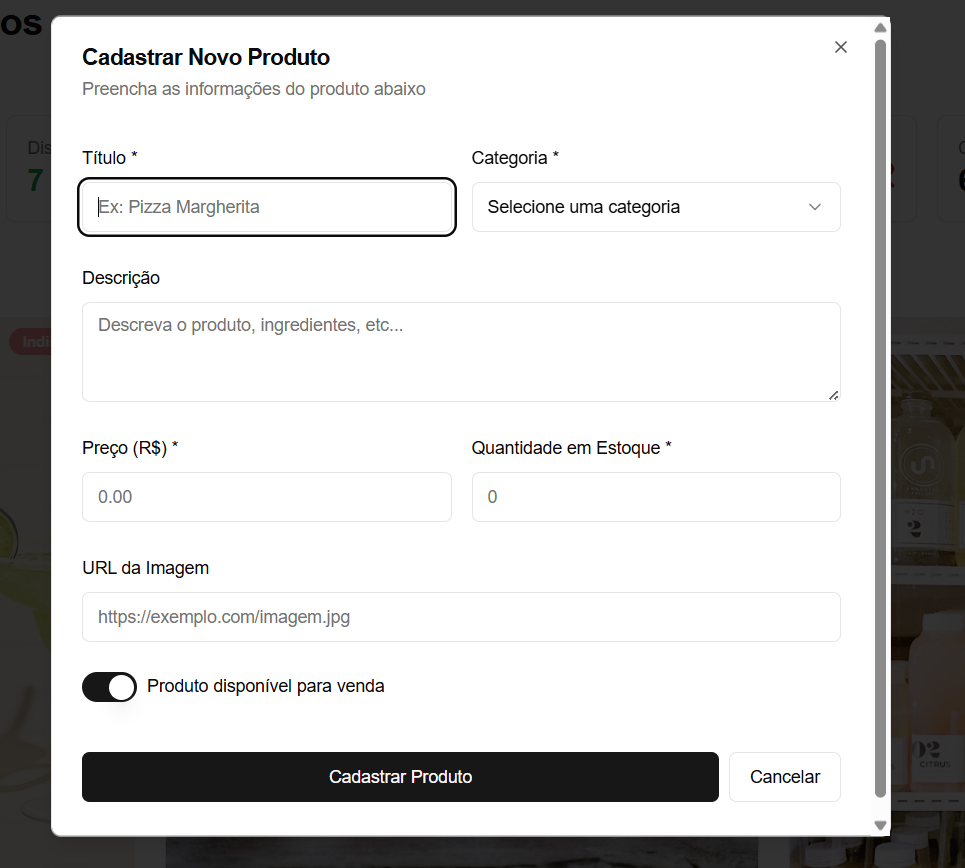 os
Cadastrar Novo Produto
Preencha as informações do produto abaixo
Dis
7
Título *
Categoria *
Ex: Pizza Margherita
Selecione uma categoria
Descrição
Descreva o produto, ingredientes, etc...
Indi
Preço (R$) *
Quantidade em Estoque *
0.00
0
2
URL da Imagem
https://exemplo.com/imagem.jpg
Produto disponível para venda
02
CITRUS
Cadastrar Produto
Cancelar